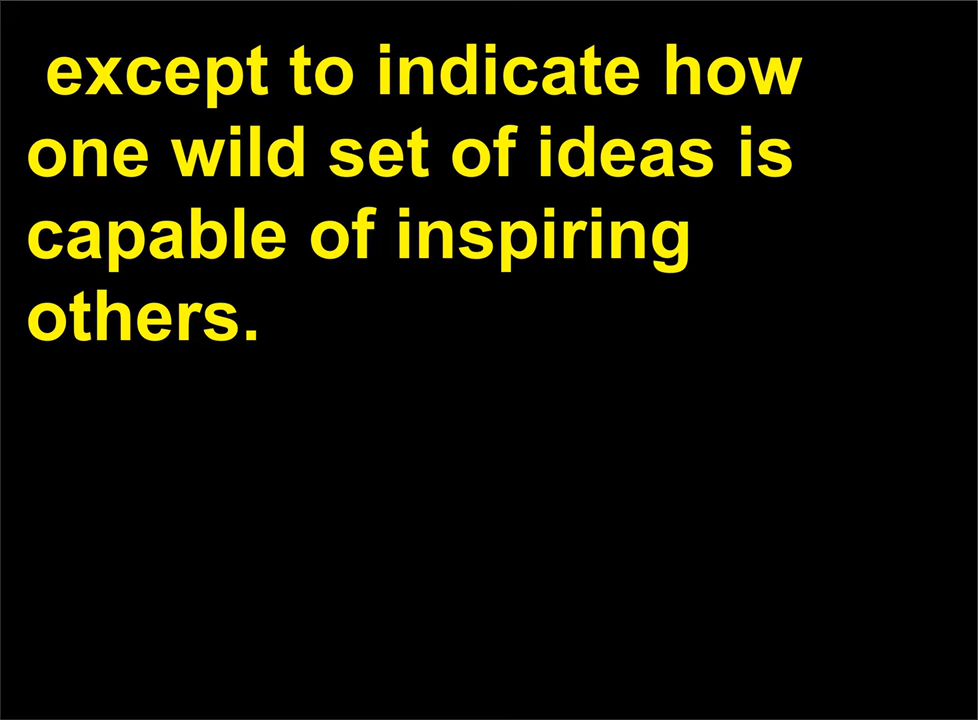 except to indicate how
one wild set of ideas is
capable of inspiring
others.